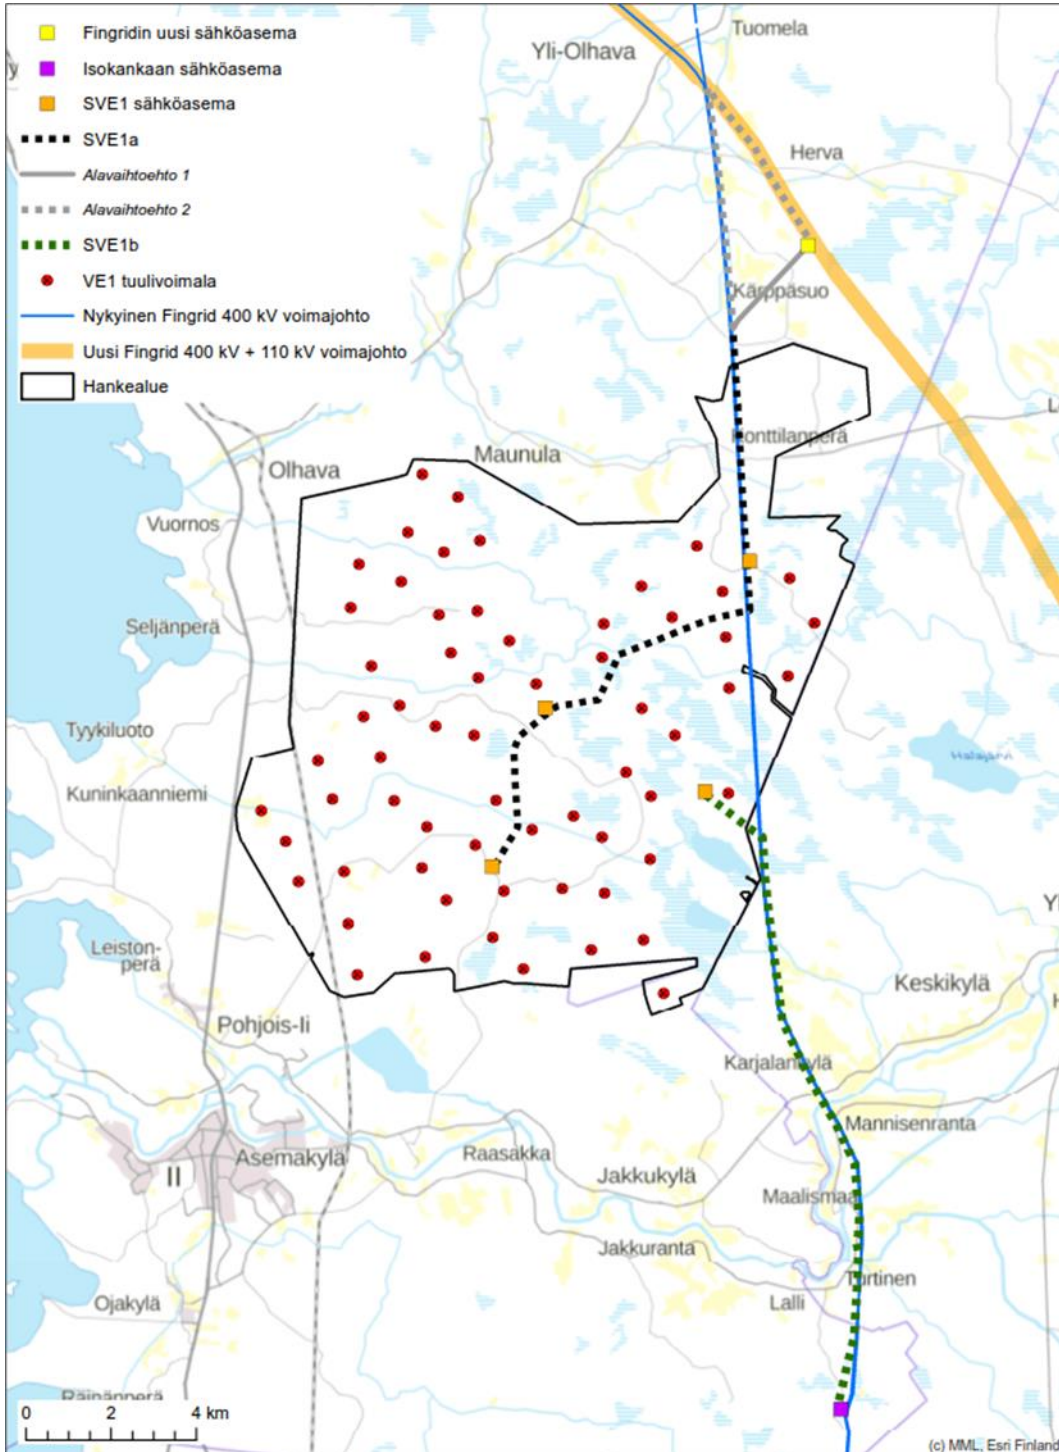 Fingridin uusi sähköasema
Isokankaan sähköasema
SVE1 sähköasema
SVE1a
Alavaihtoehto 1
Alavaihtoehto 2
SVE1b
VE1 tuulivoimala
Nykyinen Fingrid 400 kV voimajohto
Uusi Fingrid 400 kV + 110 kV voimajohto
Hankealue
Tuomela
Yli-Olhava
Herva
Kärppäsuo
Maunula
Olhava
Vuornos
Seljänperä
Tyykiluoto
Kuninkaanniemi
Halajärvi
Leiston-
perä
Keskikylä
Pohjois-Ii
Karjalankylä
Mannisenranta
Raasakka
Asemakylä
II
Jakkukylä
Maalismaa
Jakkuranta
Turtinen
Lalli
Ojakylä
Räinänperä
0 2 4 km
(c) MML, Esri Finland